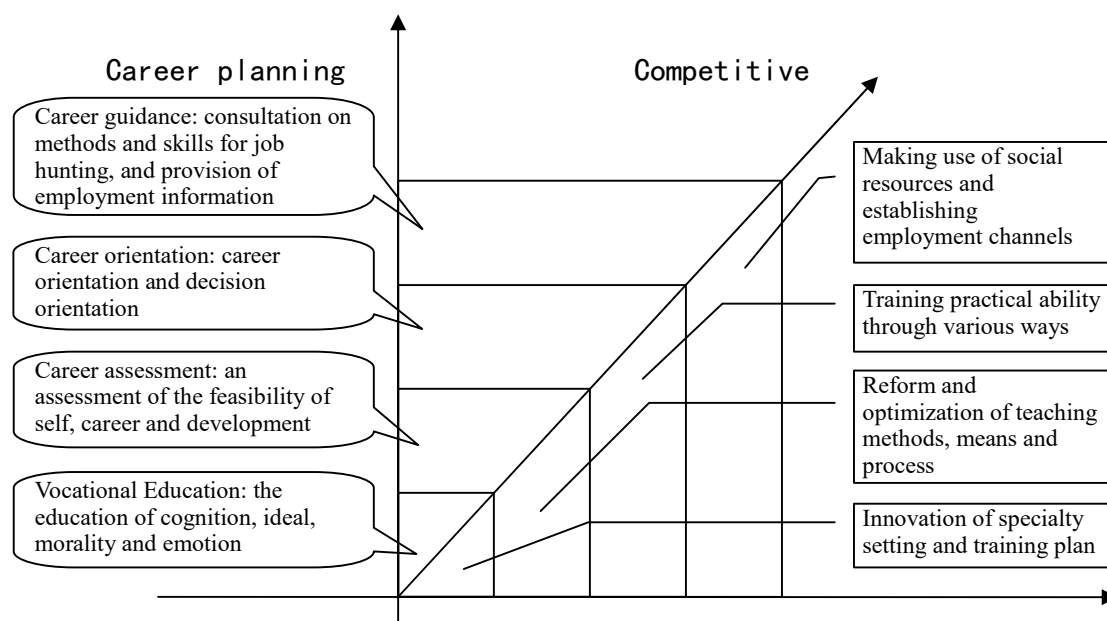 Career planning
Competitive
Career guidance: consultation on
methods and skills for job
hunting, and provision of
employment information
Career orientation: career
orientation and decision
orientation
Career assessment: an
assessment of the feasibility of
self, career and development
Vocational Education: the
education of cognition, ideal,
morality and emotion
Making use of social
resources and
establishing
employment channels
Training practical ability
through various ways
Reform and
optimization of teaching
methods, means and
process
Innovation of specialty
setting and training plan